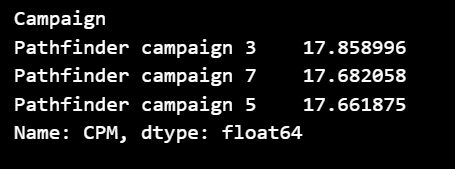 Campaign
Pathfinder campaign 3    17.858996
Pathfinder campaign 7    17.682058
Pathfinder campaign 5    17.661875
Name: CPM, dtype: float64